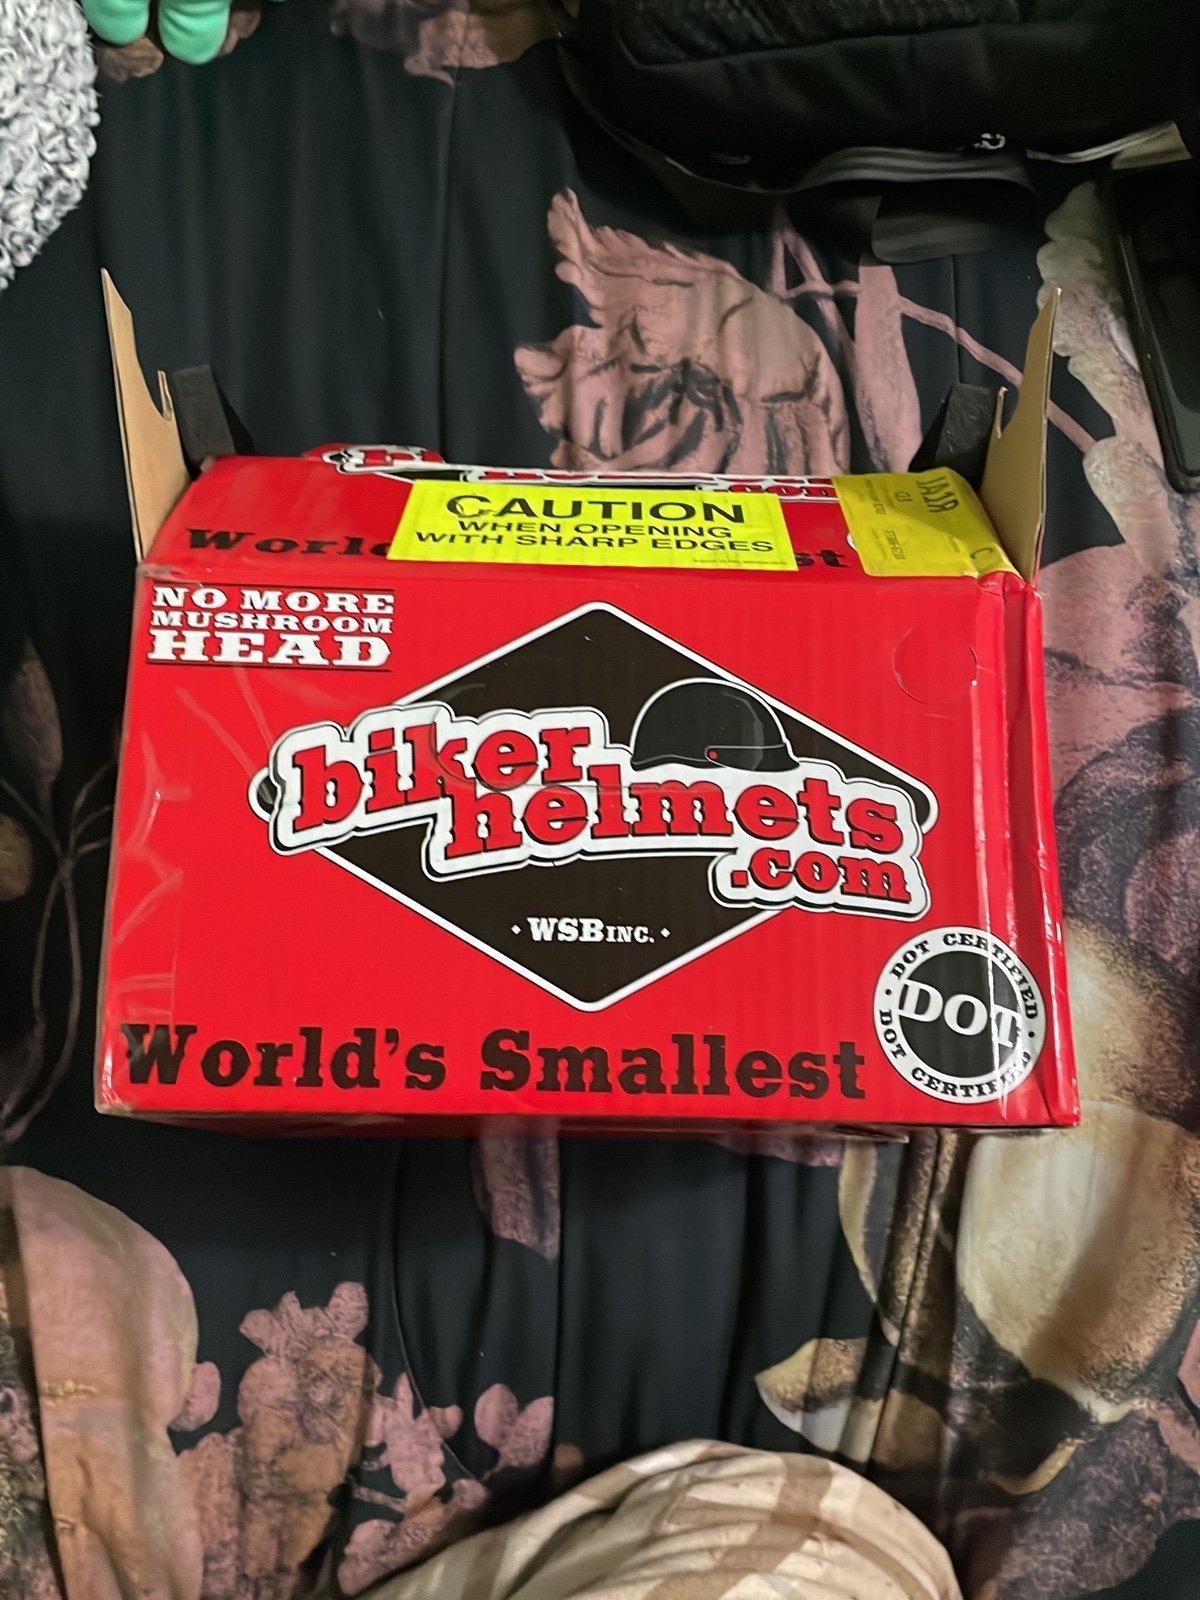 CAUTION
WHEN OPENING
WITH SHARP EDGES
NO MORE
MUSHROOM
HEAD
biker
helmets
.com
• WSB INC. •
World's Smallest
DOT CERTIFIED
DOT
DOT CERTIFIED